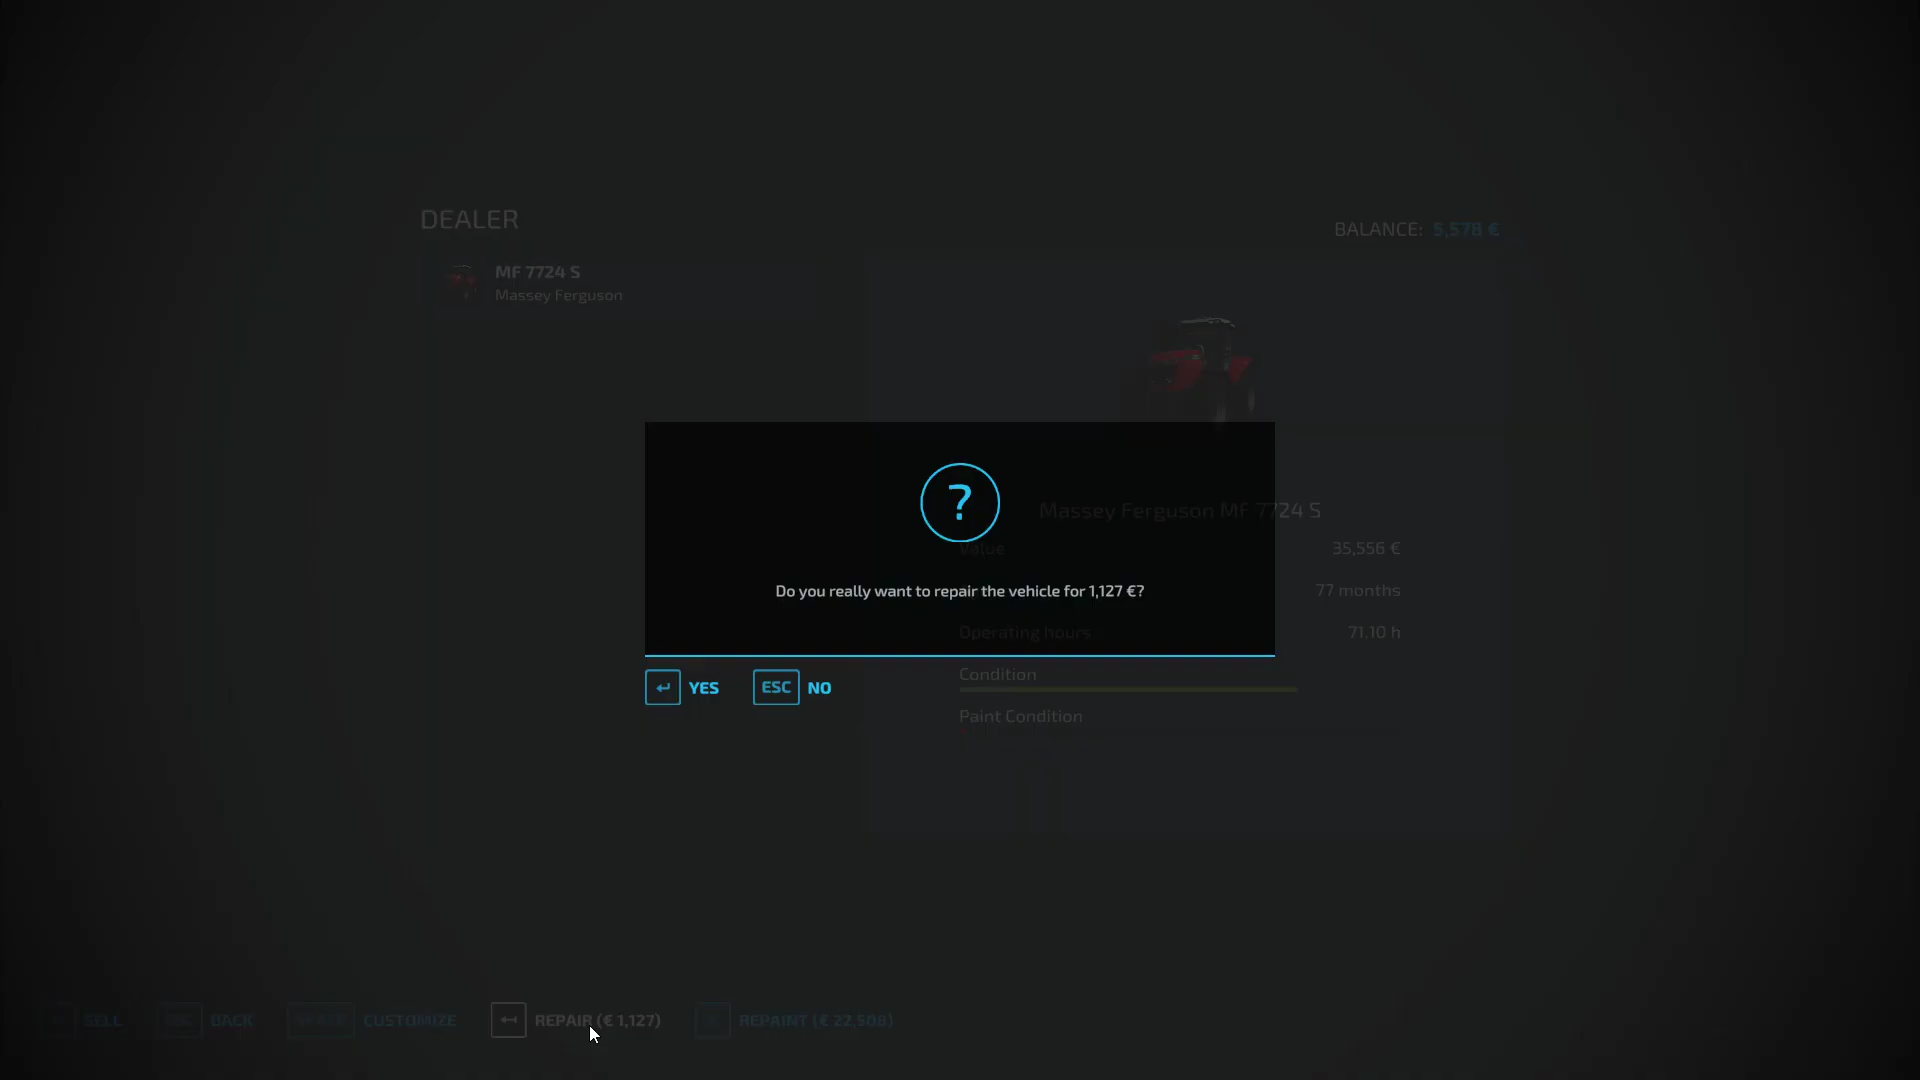 DEALER
BALANCE: 5,578 €
MF 7724 S
Massey Ferguson
?
Massey Ferguson MF 7724 S
Value 35,556 €
Do you really want to repair the vehicle for 1,127 €?
77 months
Operating hours 71.10 h
Condition
YES ESC NO
Paint Condition
SELL ESC BACK CUSTOMIZE REPAIR (€ 1,127) REPAINT (€ 22,508)